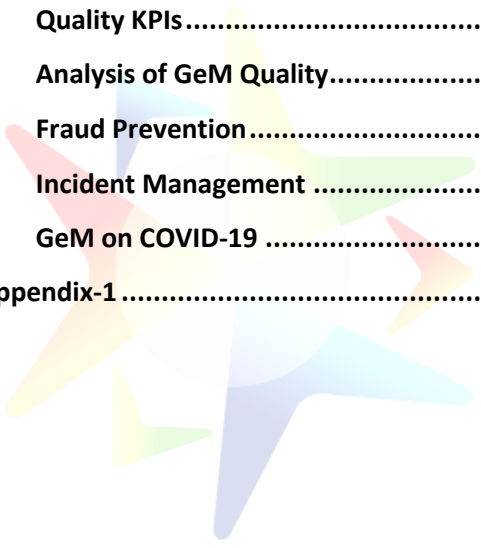 Quality KPIs..................................
Analysis of GeM Quality..................
Fraud Prevention............................
Incident Management ....................
GeM on COVID-19 ..........................
ppendix-1 ...........................................